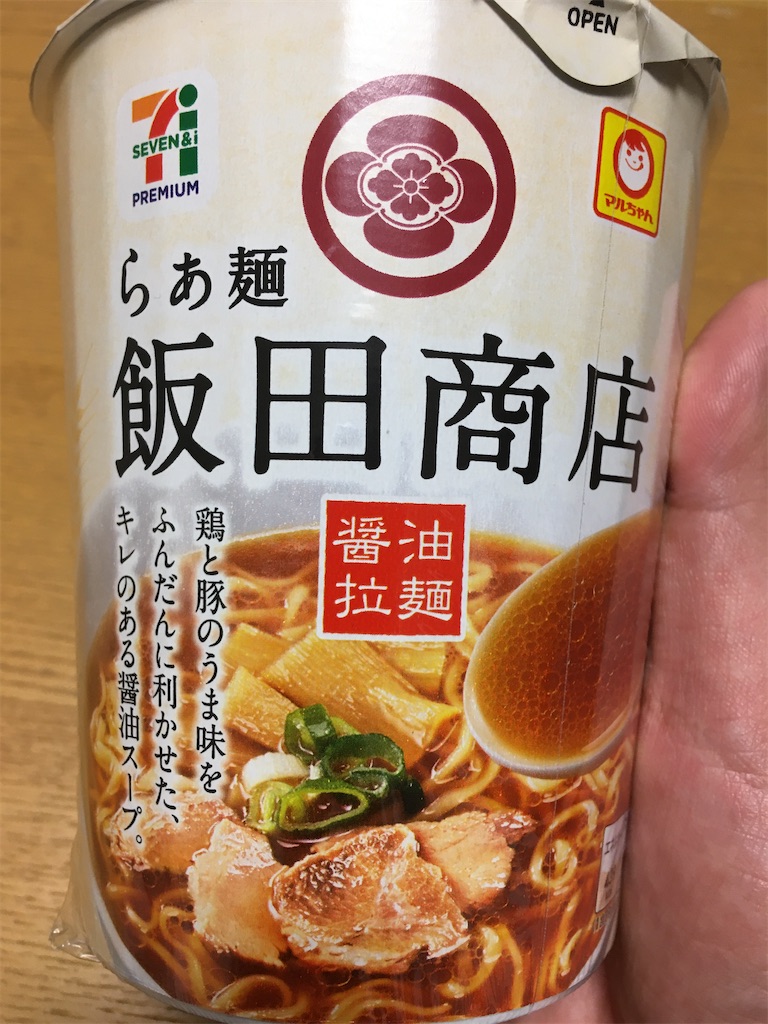 OPEN
SEVEN&i
PREMIUM
マルちゃん
らぁ麺
飯田商店
醤油
拉麺
鶏と豚のうま味を
ふんだんに利かせた、
キレのある醤油スープ。